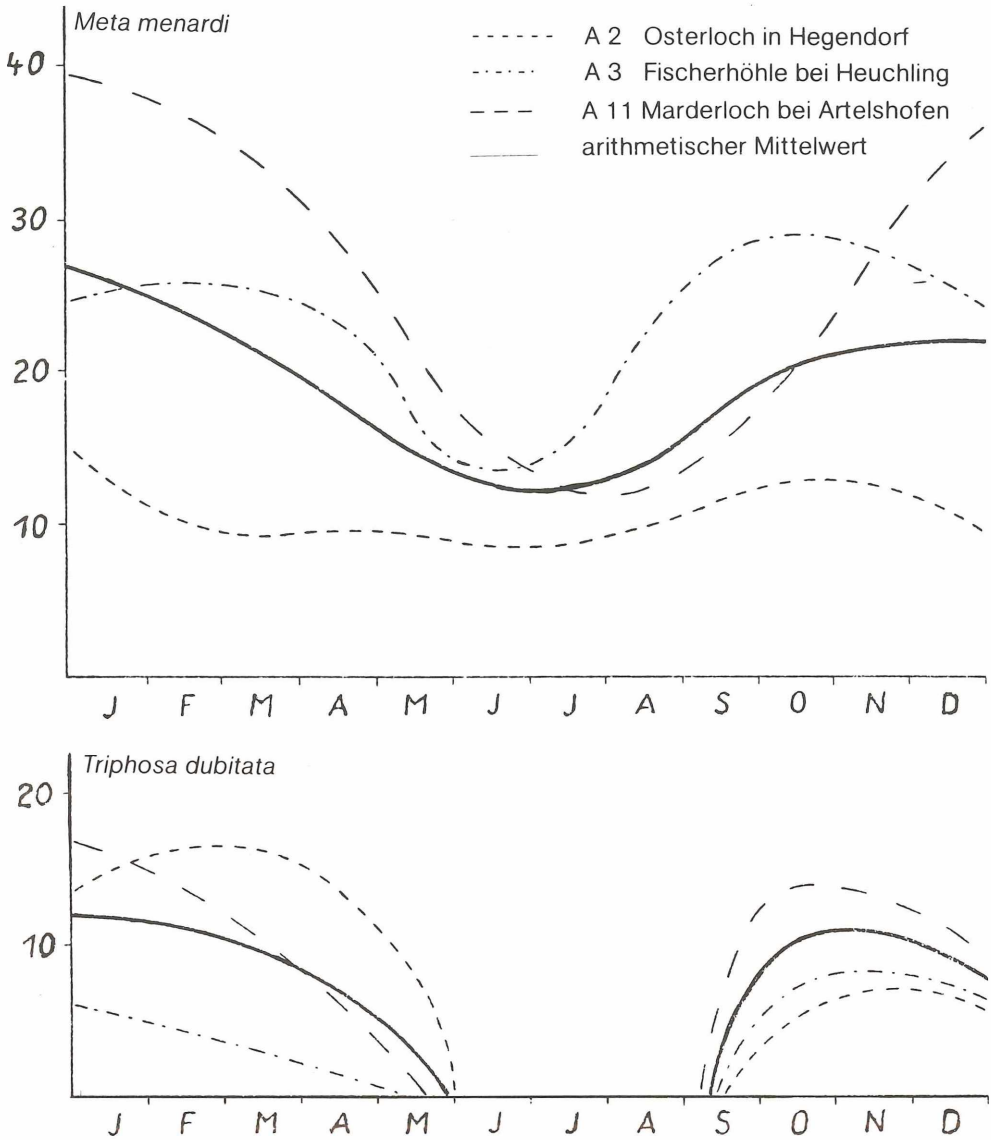 Meta menardi
A 2 Osterloch in Hegendorf
A 3 Fischerhöhle bei Heuchling
A 11 Marderloch bei Artelshofen
arithmetischer Mittelwert
40
30
20
10
J F M A M J J A S O N D
Triphosa dubitata
20
10
J F M A M J J A S O N D